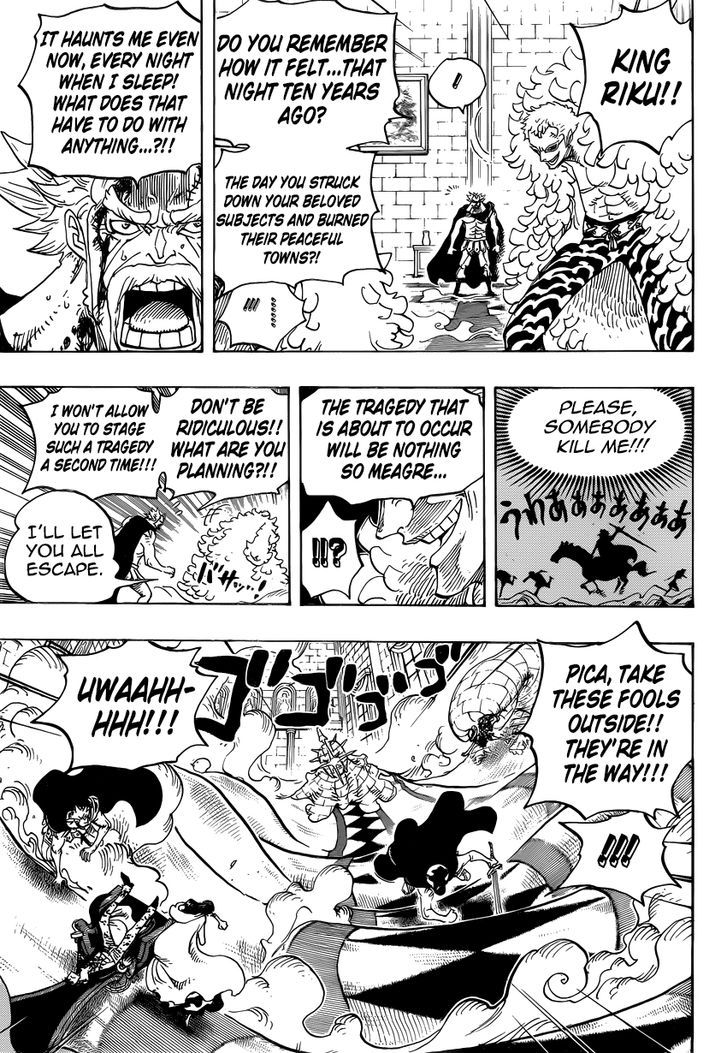 KING
RIKU!!
!
DO YOU REMEMBER
HOW IT FELT...THAT
NIGHT TEN YEARS
AGO?
THE DAY YOU STRUCK
DOWN YOUR BELOVED
SUBJECTS AND BURNED
THEIR PEACEFUL
TOWNS?!
!!!
IT HAUNTS ME EVEN
NOW, EVERY NIGHT
WHEN I SLEEP!
WHAT DOES THAT
HAVE TO DO WITH
ANYTHING...?!!
PLEASE,
SOMEBODY
KILL ME!!!
うわあああああああ
THE TRAGEDY THAT
IS ABOUT TO OCCUR
WILL BE NOTHING
SO MEAGRE...
!!?
DON'T BE
RIDICULOUS!!
WHAT ARE YOU
PLANNING?!!
I WON'T ALLOW
YOU TO STAGE
SUCH A TRAGEDY
A SECOND TIME!!!
I'LL LET
YOU ALL
ESCAPE.
バサッ!!
PICA, TAKE
THESE FOOLS
OUTSIDE!!
THEY'RE IN
THE WAY!!!
!!!
ゴゴゴゴゴ
UWAAHH-
HHH!!!